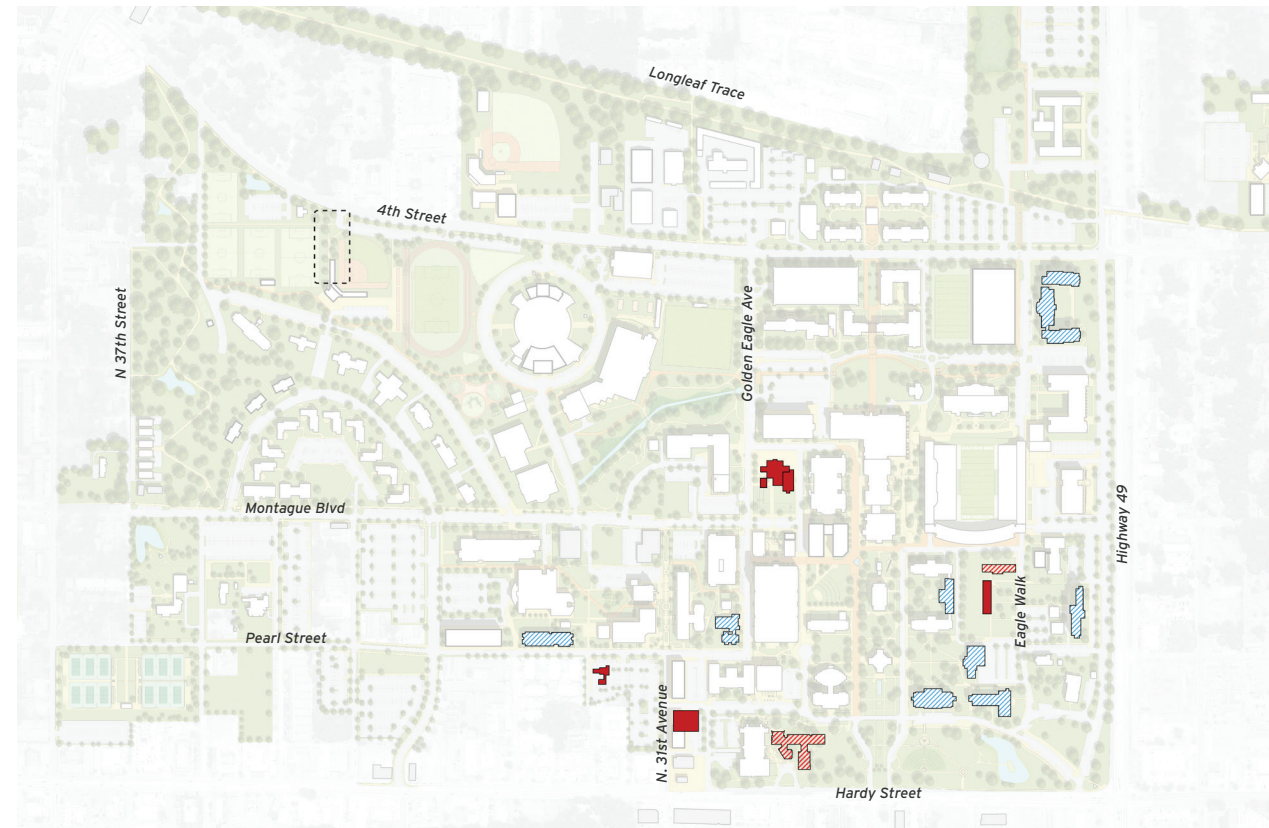 Longleaf Trace
4th Street
N 37th Street
Golden Eagle Ave
Montague Blvd
Highway 49
Eagle Walk
Pearl Street
N. 31st Avenue
Hardy Street